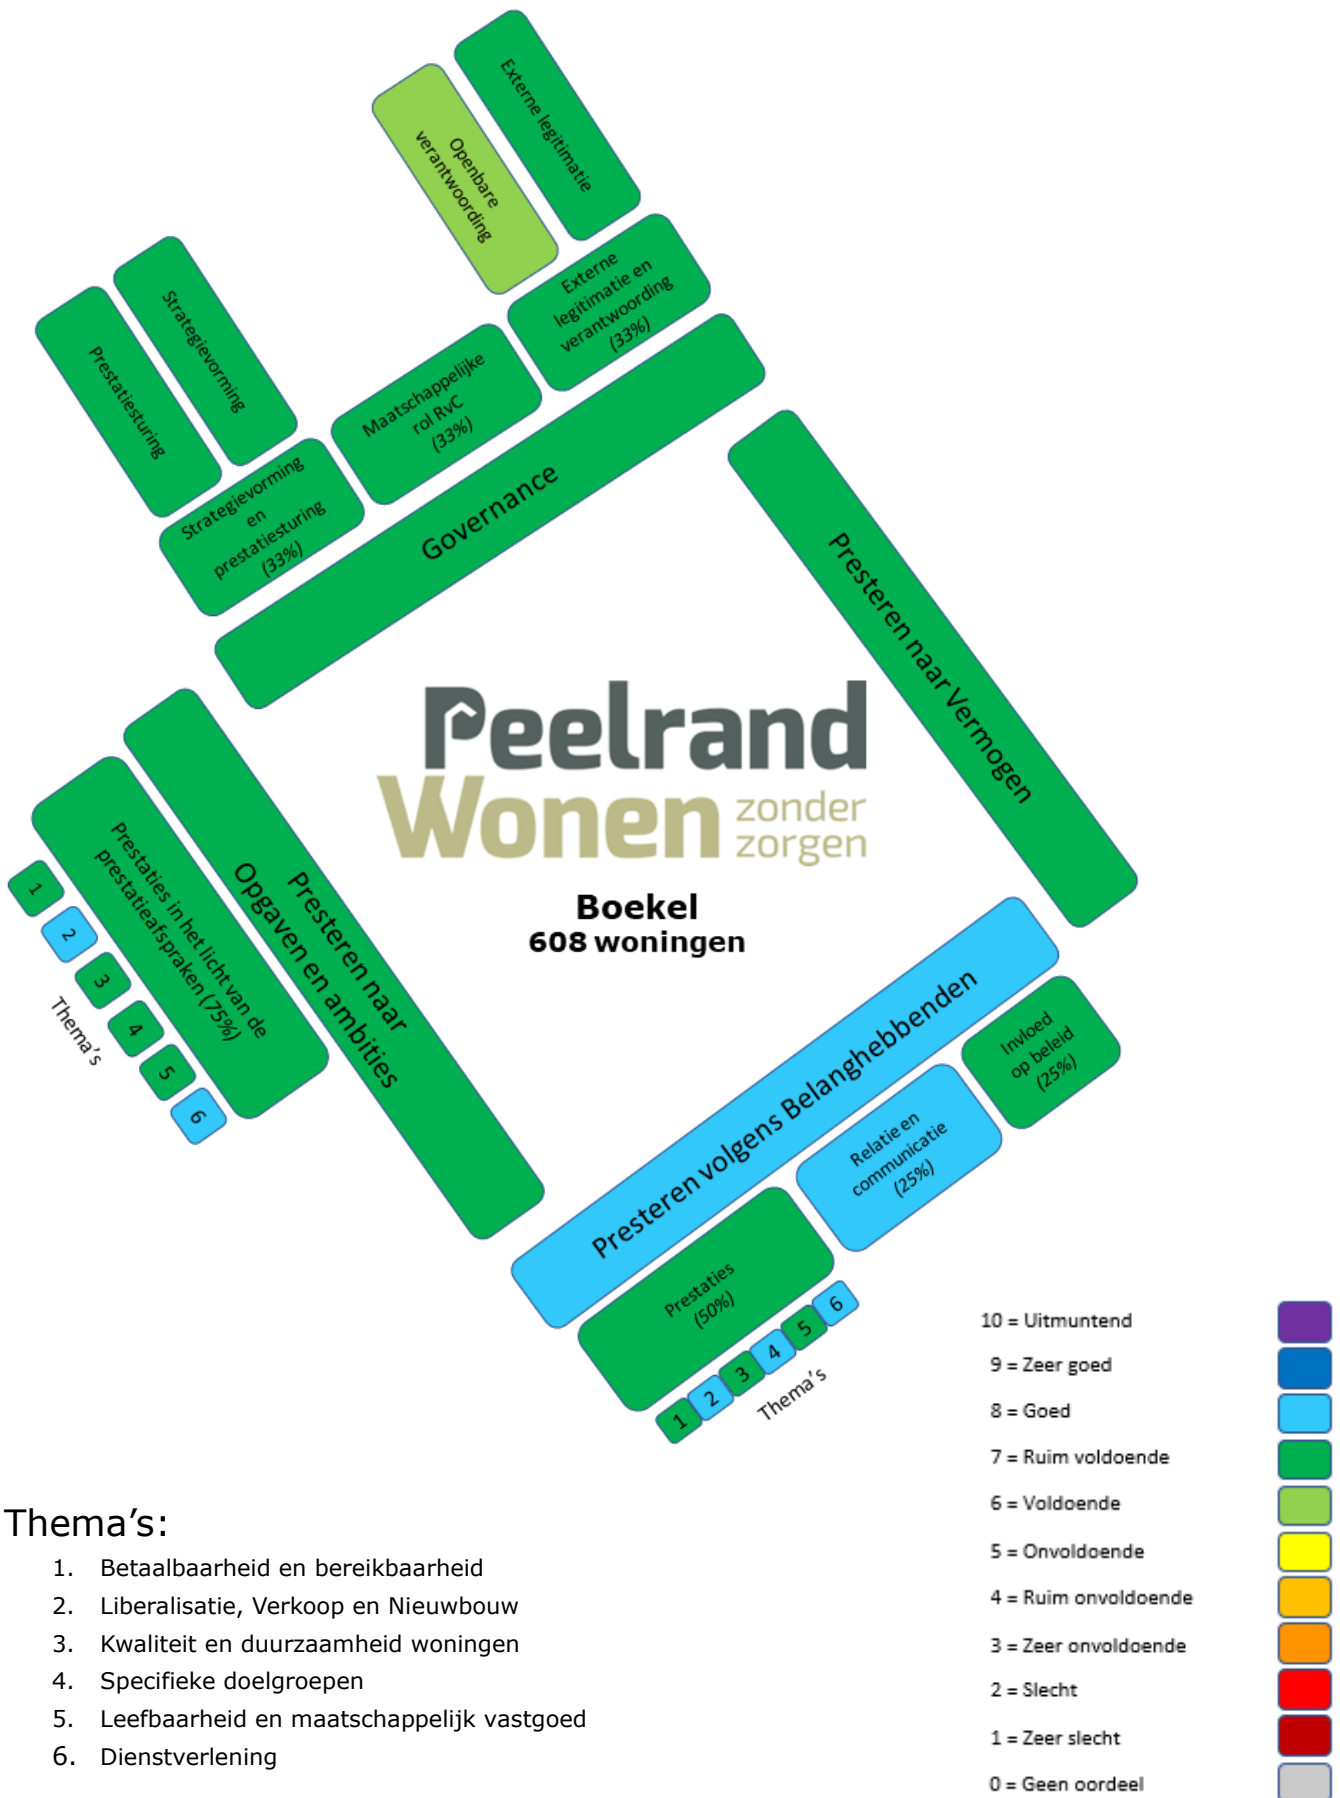 Externe legitimatie
Openbare
verantwoording
Externe
legitimatie en
verantwoording
(33%)
Strategievorming
Prestatiesturing
Maatschappelijke
rol RvC
(33%)
Strategievorming
en
prestatiesturing
(33%)
Governance
Presteren naar Vermogen
Peelrand
Wonen
zonder
zorgen
Boekel
608 woningen
Presteren naar
Opgaven en ambities
Prestaties in het licht van de
prestatieafspraken (75%)
1
2
3
4
5
6
Thema's
Presteren volgens Belanghebbenden
Invloed
op beleid
(25%)
Relatie en
communicatie
(25%)
Prestaties
(50%)
1
2
3
4
5
6
Thema's
10 = Uitmuntend
9 = Zeer goed
8 = Goed
7 = Ruim voldoende
6 = Voldoende
5 = Onvoldoende
4 = Ruim onvoldoende
3 = Zeer onvoldoende
2 = Slecht
1 = Zeer slecht
0 = Geen oordeel
Thema’s:
1. Betaalbaarheid en bereikbaarheid
2. Liberalisatie, Verkoop en Nieuwbouw
3. Kwaliteit en duurzaamheid woningen
4. Specifieke doelgroepen
5. Leefbaarheid en maatschappelijk vastgoed
6. Dienstverlening